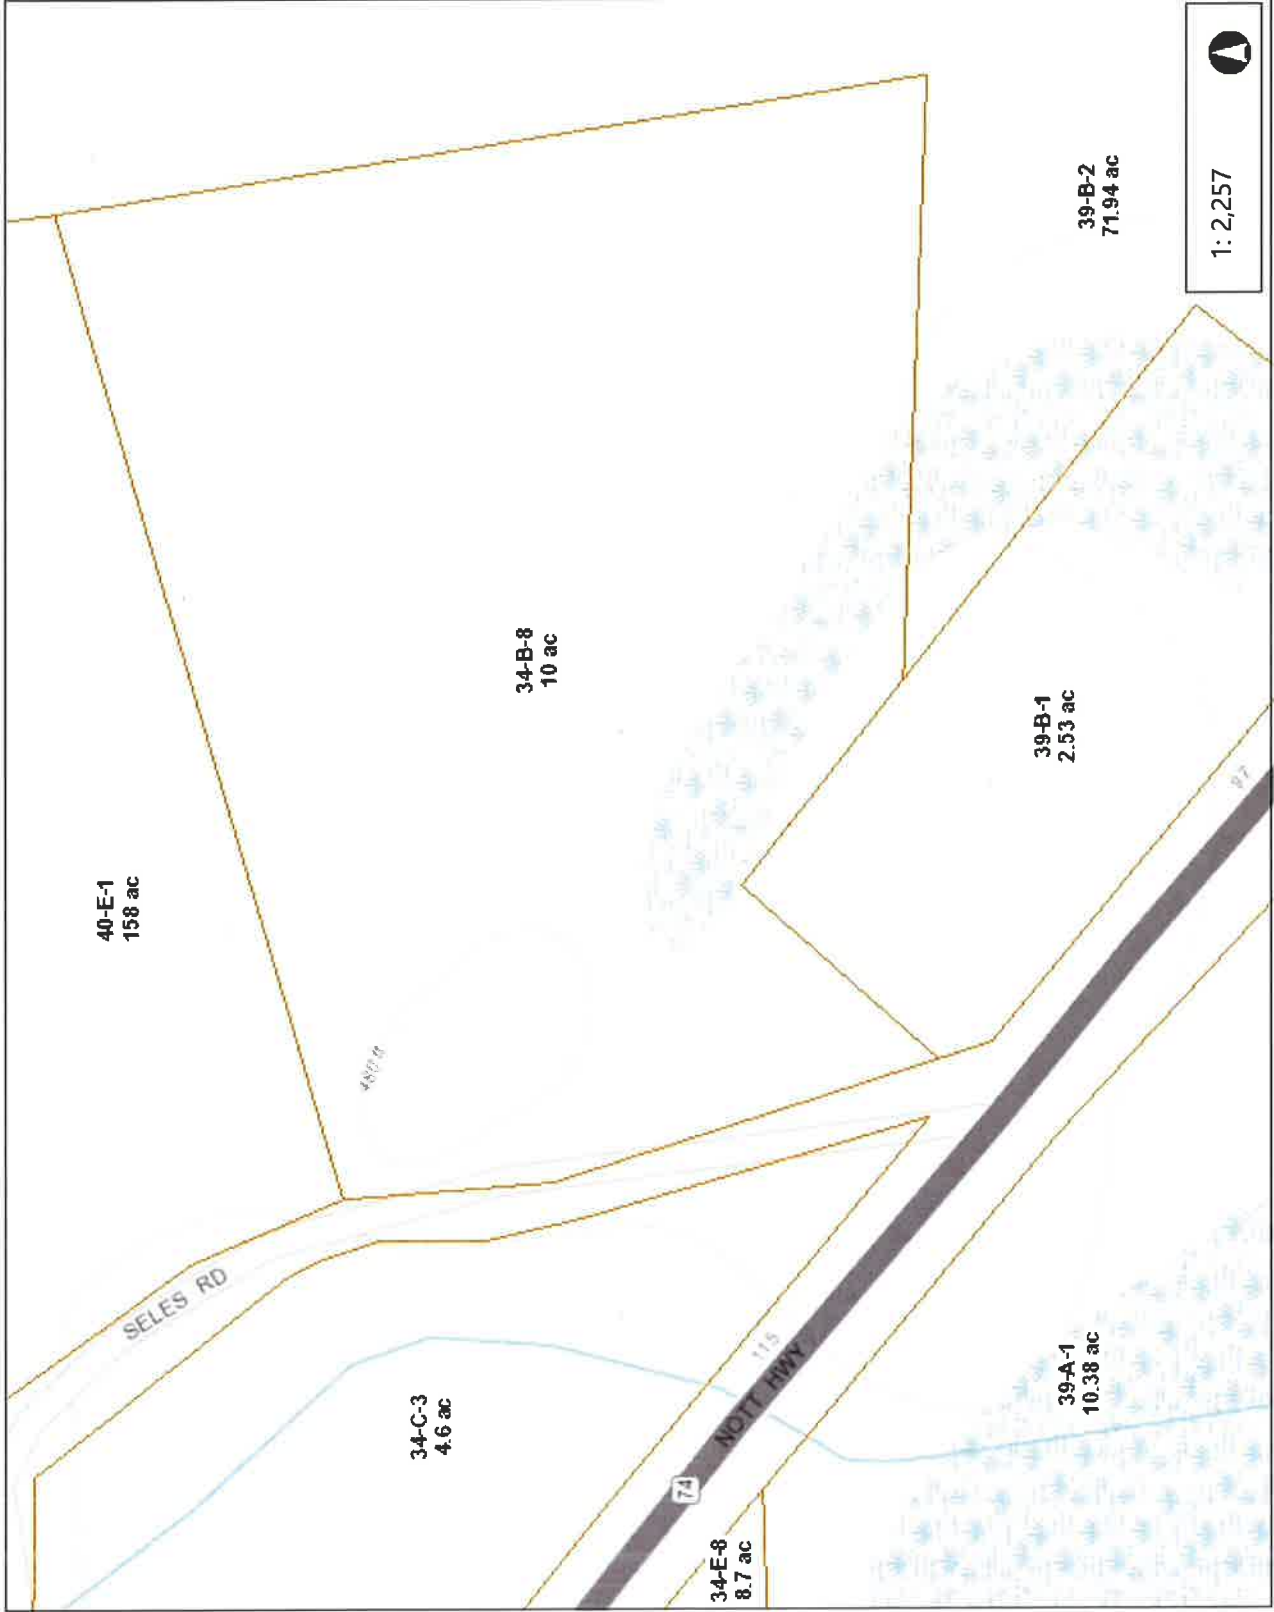 40-E-1
158 ac
SELES RD
34-C-3
4.6 ac
34-B-8
10 ac
74
34-E-8
8.7 ac
NOTT HWY
115
39-B-1
2.53 ac
39-A-1
10.38 ac
39-B-2
71.94 ac
1: 2,257
97